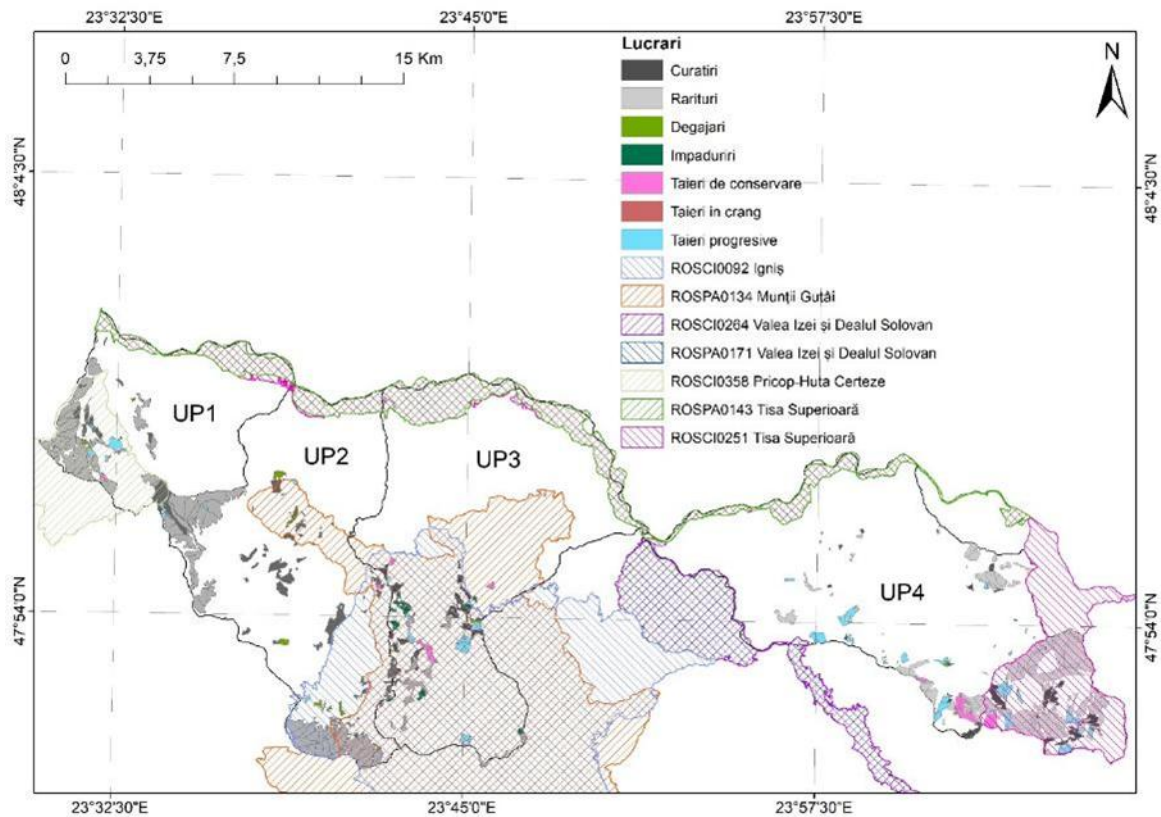 23°32'30"E 23°45'0"E 23°57'30"E
0 3,75 7,5 15 Km
N
Lucrari
Curatiri
Rarituri
Degajari
Impaduriri
Taieri de conservare
Taieri in crang
Taieri progresive
ROSCI0092 Igniș
ROSPA0134 Munții Gutâi
ROSCI0264 Valea Izei și Dealul Solovan
ROSPA0171 Valea Izei și Dealul Solovan
ROSCI0358 Pricop-Huta Certeze
ROSPA0143 Tisa Superioară
ROSCI0251 Tisa Superioară
48°4'30"N 48°4'30"N
UP1
UP2
UP3
UP4
47°54'0"N 47°54'0"N
23°32'30"E 23°45'0"E 23°57'30"E